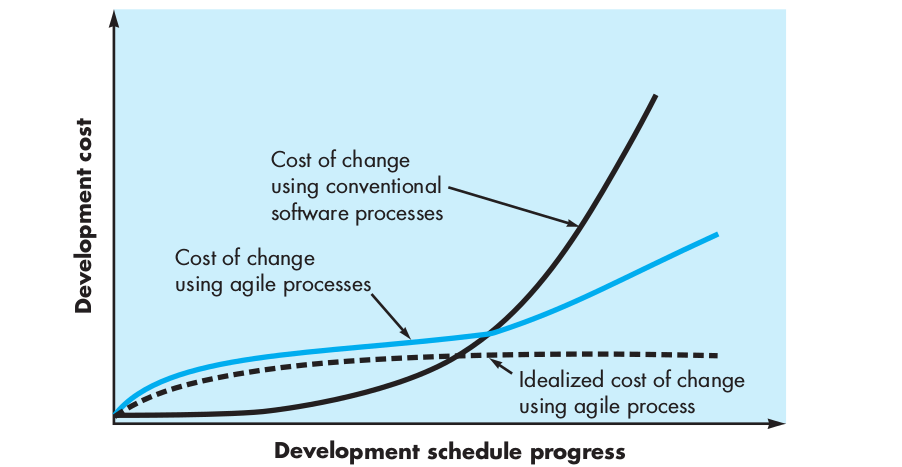 Development cost
Cost of change
using conventional
software processes
Cost of change
using agile processes
Idealized cost of change
using agile process
Development schedule progress